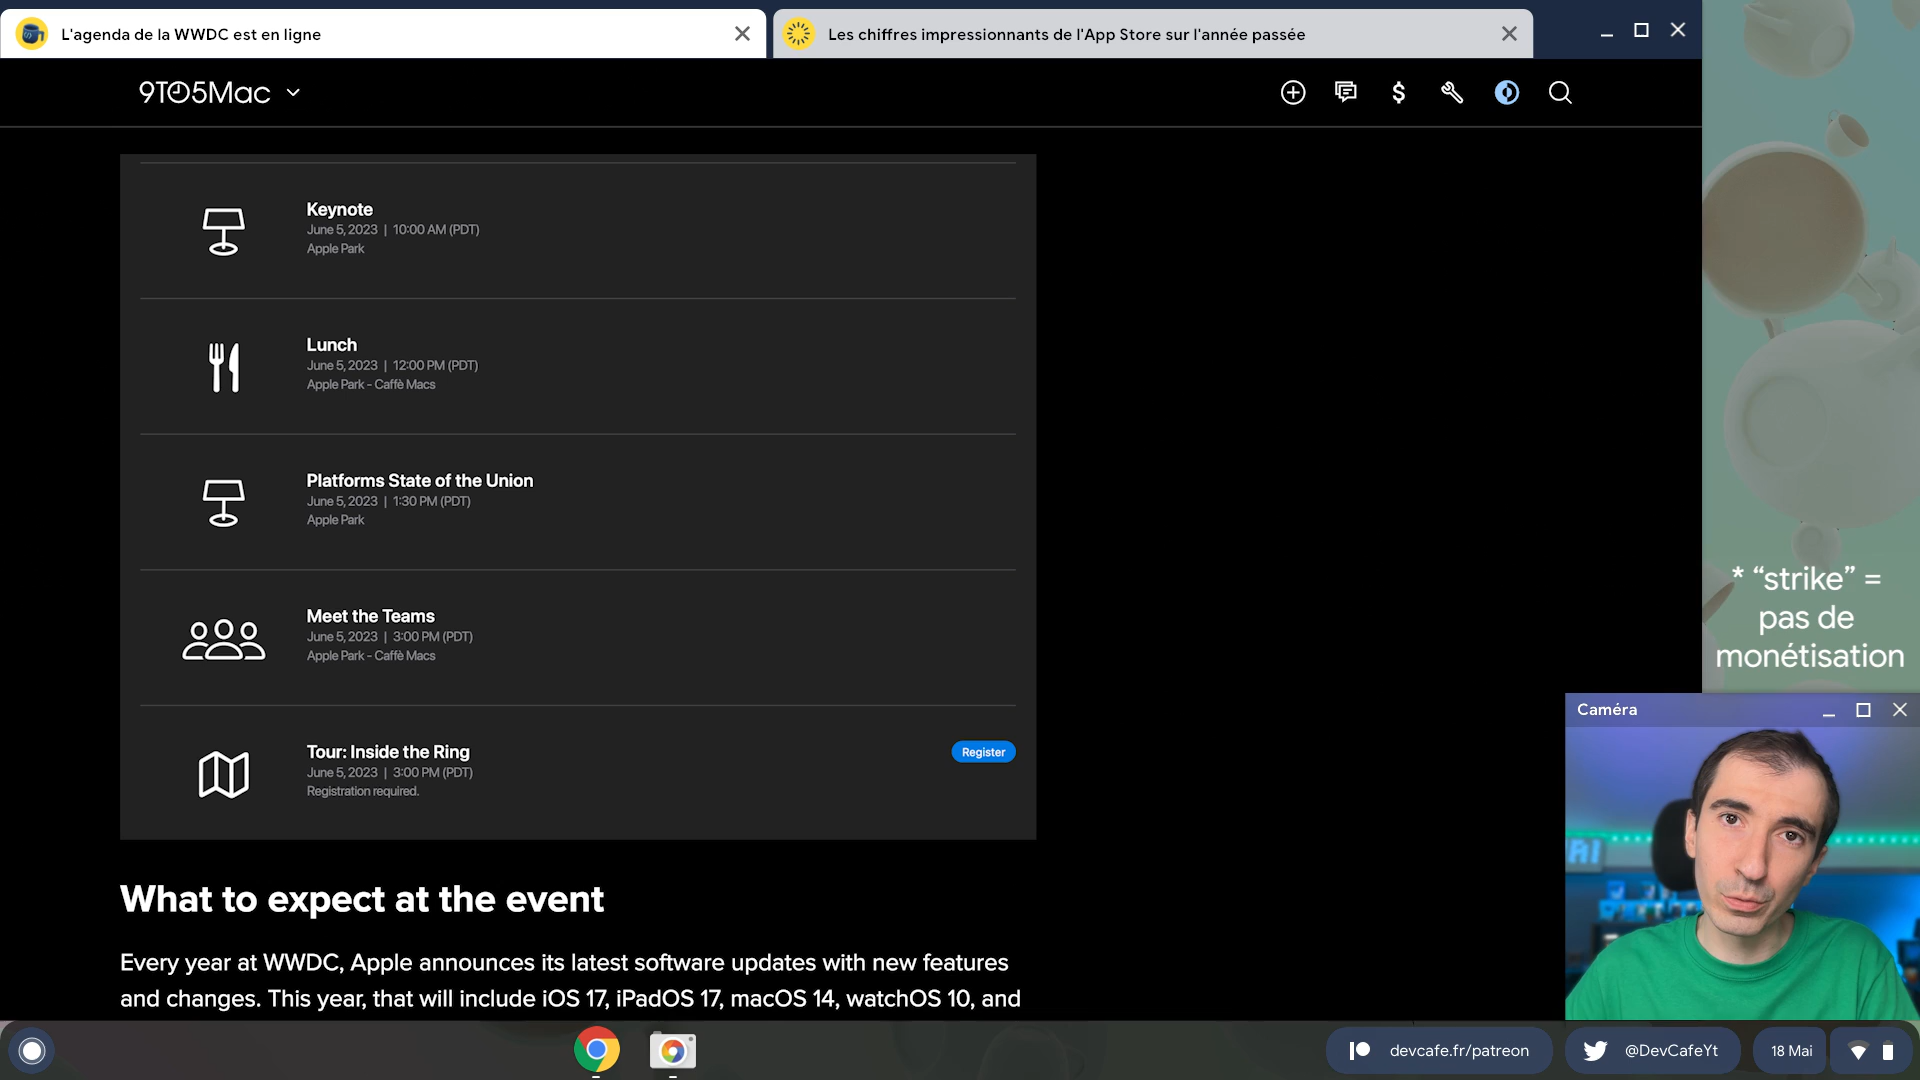 L'agenda de la WWDC est en ligne
Les chiffres impressionnants de l'App Store sur l'année passée
9TO5Mac
Keynote
June 5, 2023 | 10:00 AM (PDT)
Apple Park
Lunch
June 5, 2023 | 12:00 PM (PDT)
Apple Park - Caffè Macs
Platforms State of the Union
June 5, 2023 | 1:30 PM (PDT)
Apple Park
Meet the Teams
June 5, 2023 | 3:00 PM (PDT)
Apple Park - Caffè Macs
Tour: Inside the Ring
Register
June 5, 2023 | 3:00 PM (PDT)
Registration required.
What to expect at the event
Every year at WWDC, Apple announces its latest software updates with new features
and changes. This year, that will include iOS 17, iPadOS 17, macOS 14, watchOS 10, and
* “strike” =
pas de
monétisation
Caméra
devcafe.fr/patreon
@DevCafeYt
18 Mai